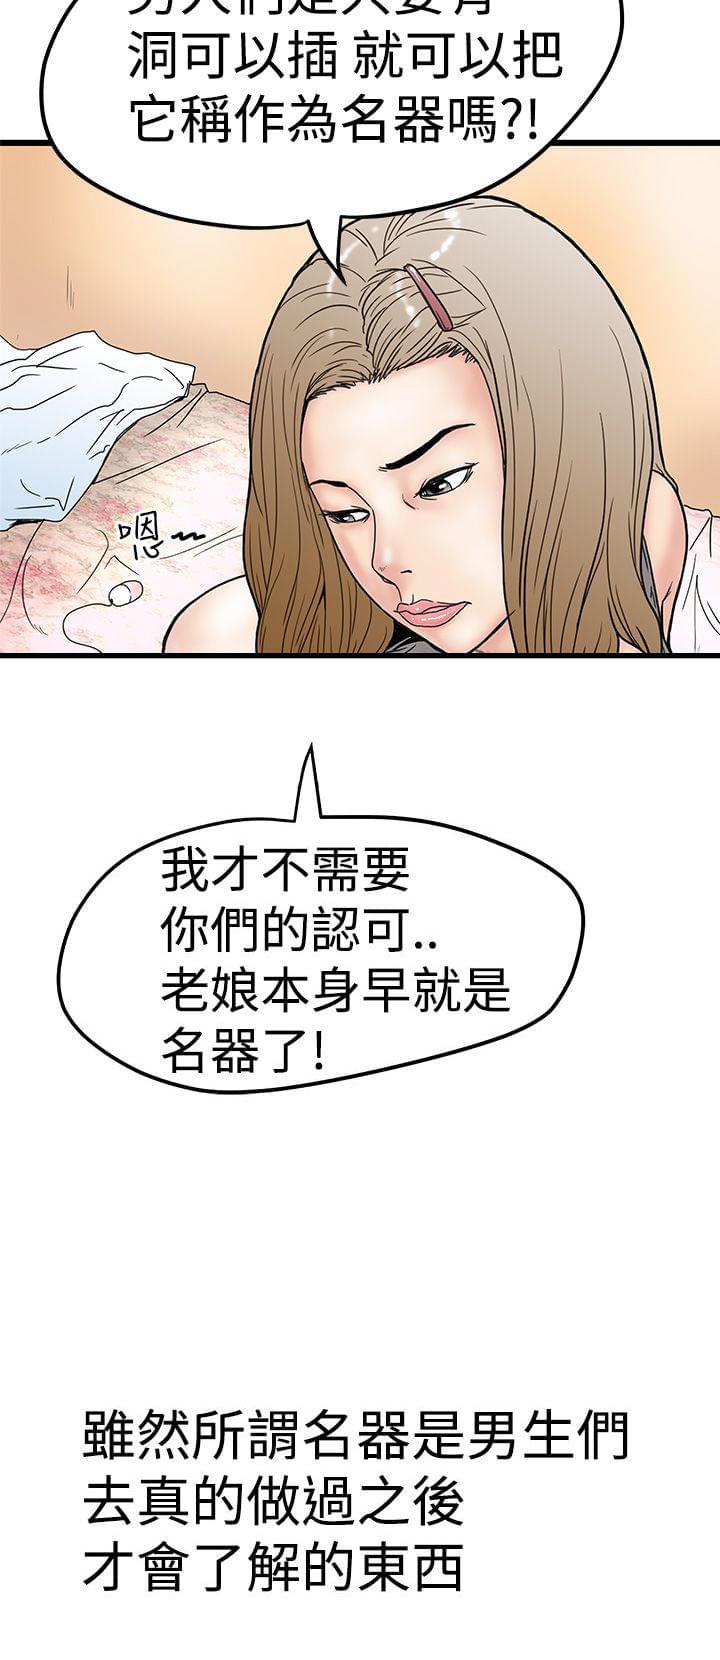 洞可以插 就可以把
它稱作為名器嗎?!
嗯~
我才不需要
你們的認可..
老娘本身早就是
名器了!
雖然所謂名器是男生們
去真的做過之後
才會了解的東西